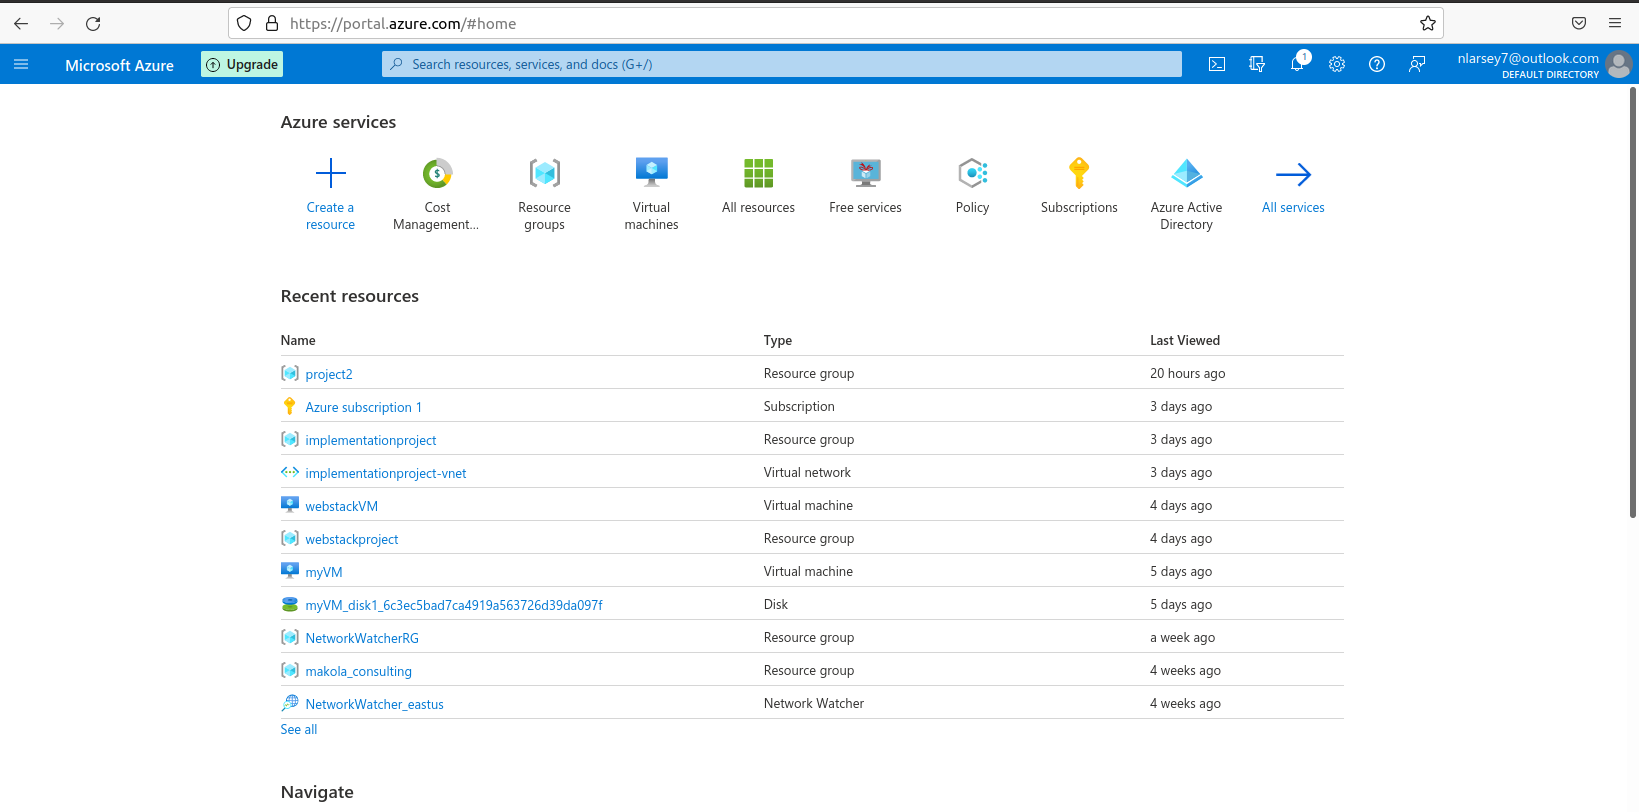 https://portal.azure.com/#home
Microsoft Azure
Upgrade
Search resources, services, and docs (G+/)
1
nlarsey7@outlook.com
DEFAULT DIRECTORY
Azure services
Create a resource
Cost Management...
Resource groups
Virtual machines
All resources
Free services
Policy
Subscriptions
Azure Active Directory
All services
Recent resources
Name Type Last Viewed
project2 Resource group 20 hours ago
Azure subscription 1 Subscription 3 days ago
implementationproject Resource group 3 days ago
implementationproject-vnet Virtual network 3 days ago
webstackVM Virtual machine 4 days ago
webstackproject Resource group 4 days ago
myVM Virtual machine 5 days ago
myVM_disk1_6c3ec5bad7ca4919a563726d39da097f Disk 5 days ago
NetworkWatcherRG Resource group a week ago
makola_consulting Resource group 4 weeks ago
NetworkWatcher_eastus Network Watcher 4 weeks ago
See all
Navigate